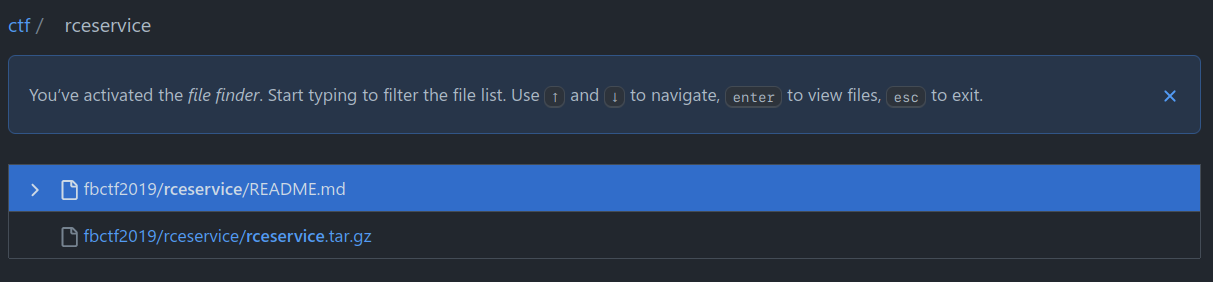 ctf / rceservice
You've activated the file finder. Start typing to filter the file list. Use ↑ and ↓ to navigate, enter to view files, esc to exit. ×
fbctf2019/rceservice/README.md
fbctf2019/rceservice/rceservice.tar.gz